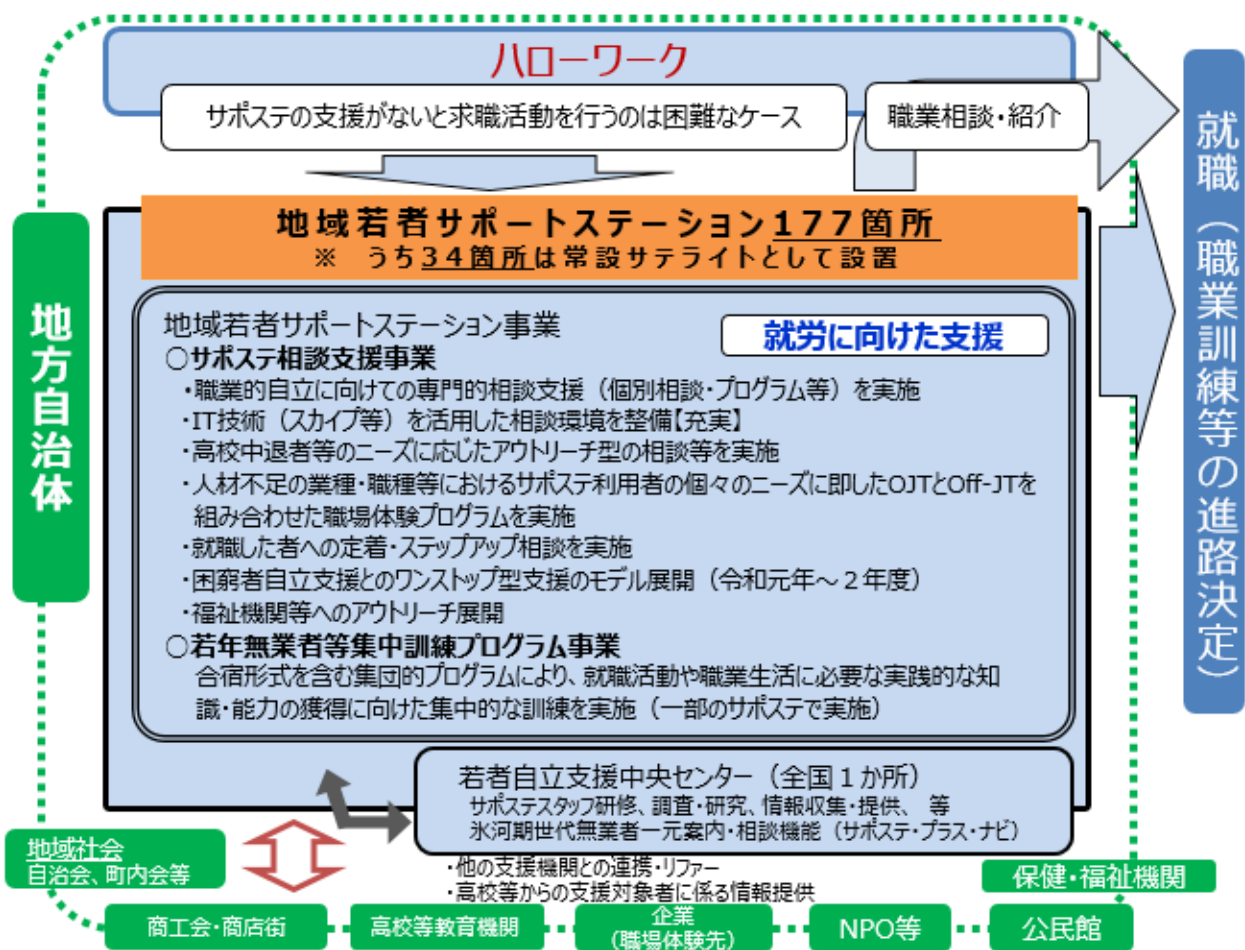 ハローワーク
サポステの支援がないと求職活動を行うのは困難なケース
職業相談・紹介
就職（職業訓練等の進路決定）
地域若者サポートステーション177箇所
※　うち34箇所は常設サテライトとして設置
地方自治体
地域若者サポートステーション事業
就労に向けた支援
○サポステ相談支援事業
・職業的自立に向けての専門的相談支援（個別相談・プログラム等）を実施
・IT技術（スカイプ等）を活用した相談環境を整備【充実】
・高校中退者等のニーズに応じたアウトリーチ型の相談等を実施
・人材不足の業種・職種等におけるサポステ利用者の個々のニーズに即したOJTとOff-JTを
組み合わせた職場体験プログラムを実施
・就職した者への定着・ステップアップ相談を実施
・困窮者自立支援とのワンストップ型支援のモデル展開（令和元年～２年度）
・福祉機関等へのアウトリーチ展開
○若年無業者等集中訓練プログラム事業
合宿形式を含む集団的プログラムにより、就職活動や職業生活に必要な実践的な知
識・能力の獲得に向けた集中的な訓練を実施（一部のサポステで実施）
若者自立支援中央センター（全国１か所）
サポステスタッフ研修、調査・研究、情報収集・提供、 等
氷河期世代無業者一元案内・相談機能（サポステ・プラス・ナビ）
地域社会
自治会、町内会等
・他の支援機関との連携・リファー
・高校等からの支援対象者に係る情報提供
保健・福祉機関
商工会・商店街
高校等教育機関
企業
（職場体験先）
NPO等
公民館